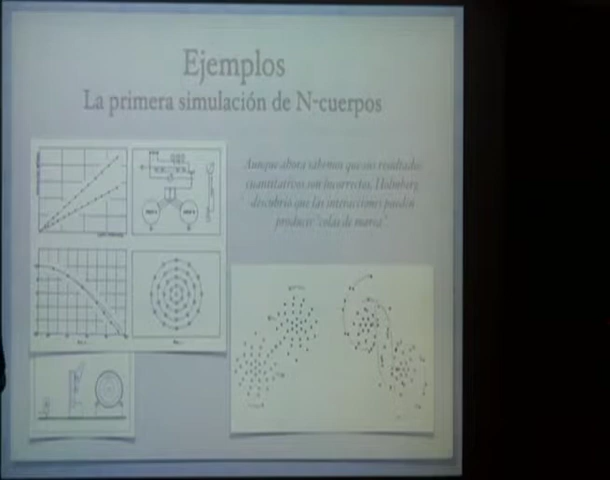 Ejemplos
La primera simulación de N-cuerpos
Aunque ahora sabemos que sus resultados
cuantitativos son incorrectos, Holmberg
descubrió que las interacciones pueden
producir "colas de marea"